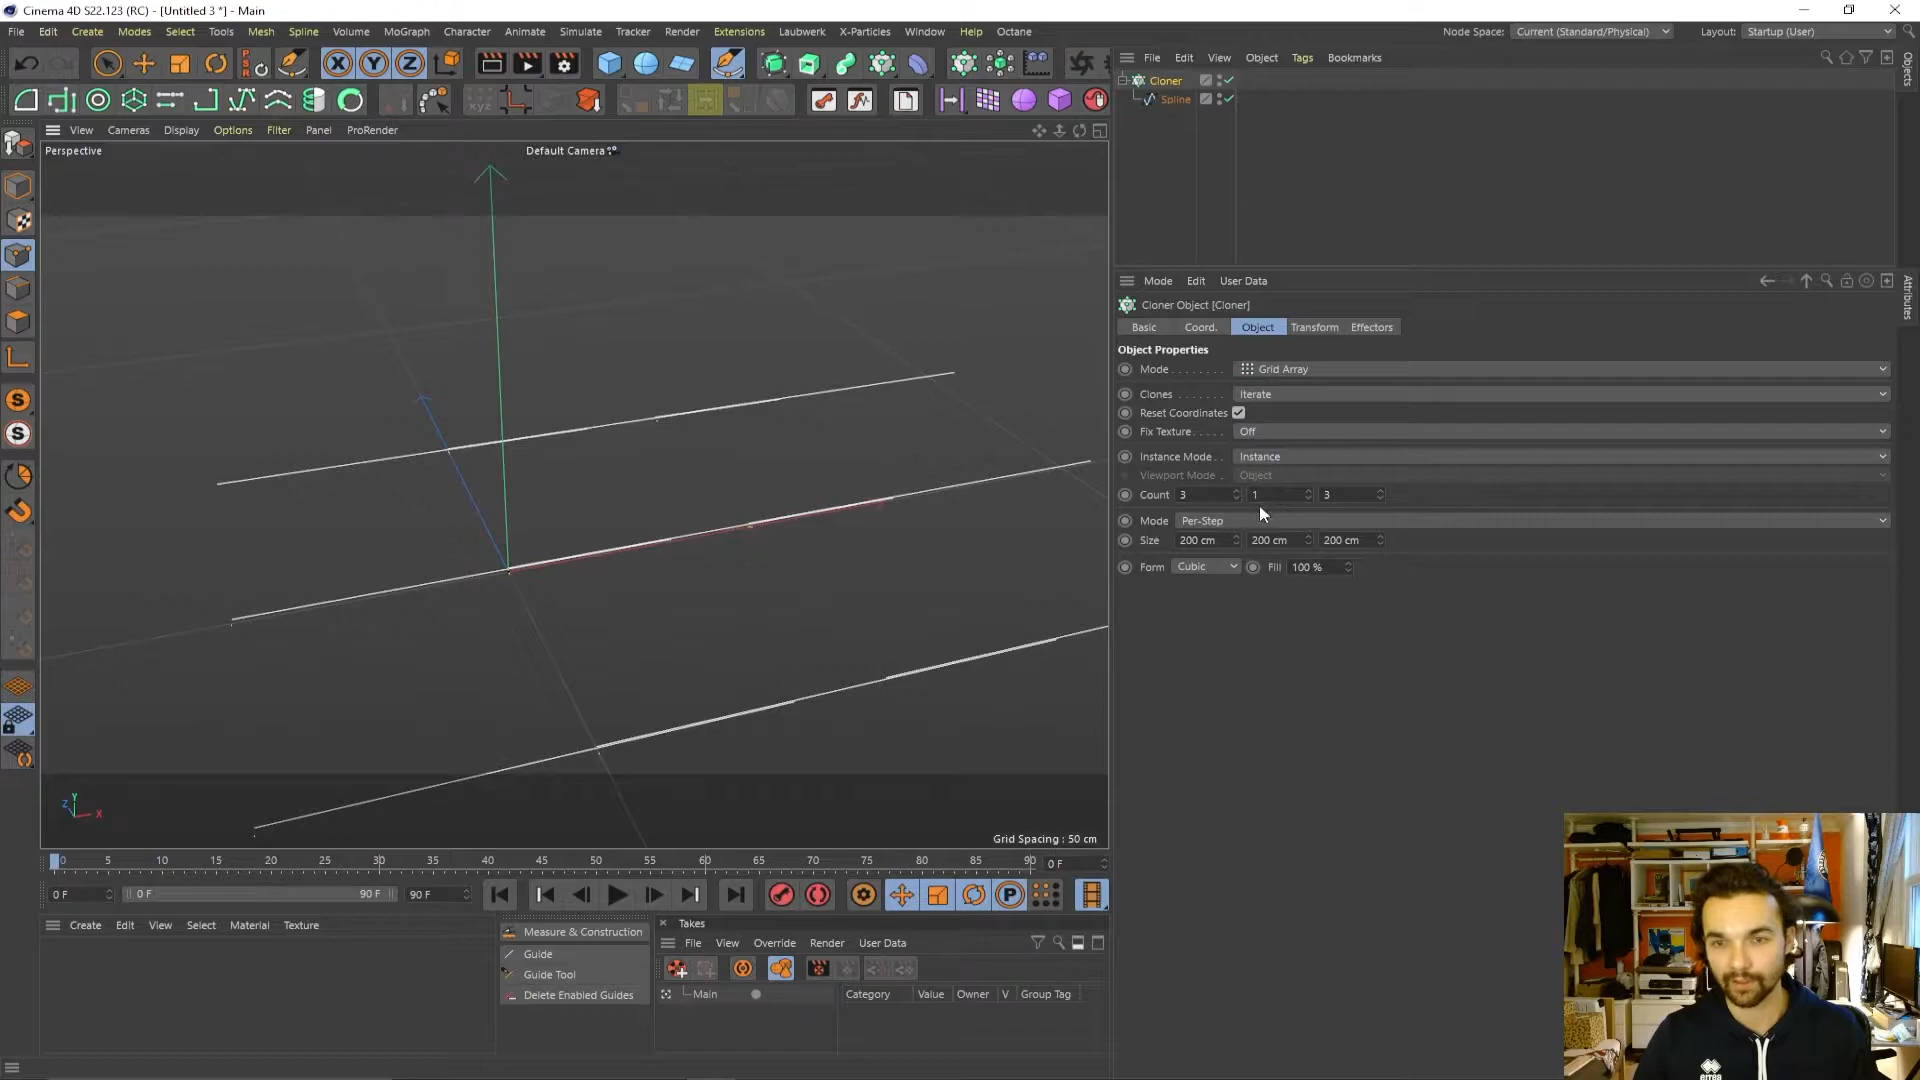 Cinema 4D S22.123 (RC) - [Untitled 3 *] - Main
File Edit Create Modes Select Tools Mesh Spline Volume MoGraph Character Animate Simulate Tracker Render Extensions Laubwerk X-Particles Window Help Octane
Node Space: Current (Standard/Physical) Layout: Startup (User)
File Edit View Object Tags Bookmarks
Objects
Cloner
Spline
View Cameras Display Options Filter Panel ProRender
Perspective
Default Camera
Grid Spacing : 50 cm
Mode Edit User Data
Attributes
Cloner Object [Cloner]
Basic Coord. Object Transform Effectors
Object Properties
Mode Grid Array
Clones Iterate
Reset Coordinates
Fix Texture Off
Instance Mode Instance
Viewport Mode Object
Count 3 1 3
Mode Per-Step
Size 200 cm 200 cm 200 cm
Form Cubic Fill 100 %
0 5 10 15 20 25 30 35 40 45 50 55 60 65 70 75 80 85 90 0 F
0 F 0 F 90 F 90 F
Create Edit View Select Material Texture
Measure & Construction
Guide
Guide Tool
Delete Enabled Guides
Takes
File View Override Render User Data
Main
Category Value Owner V Group Tag
errea
X Y Z
PSR
XYZ
S
S
P